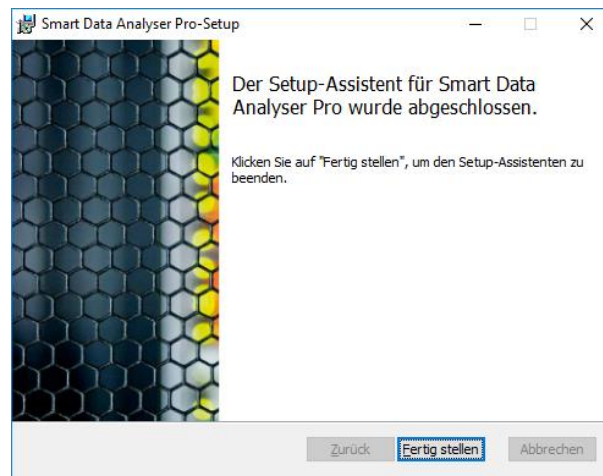 Smart Data Analyser Pro-Setup
Der Setup-Assistent für Smart Data
Analyser Pro wurde abgeschlossen.
Klicken Sie auf "Fertig stellen", um den Setup-Assistenten zu
beenden.
Zurück Fertig stellen Abbrechen